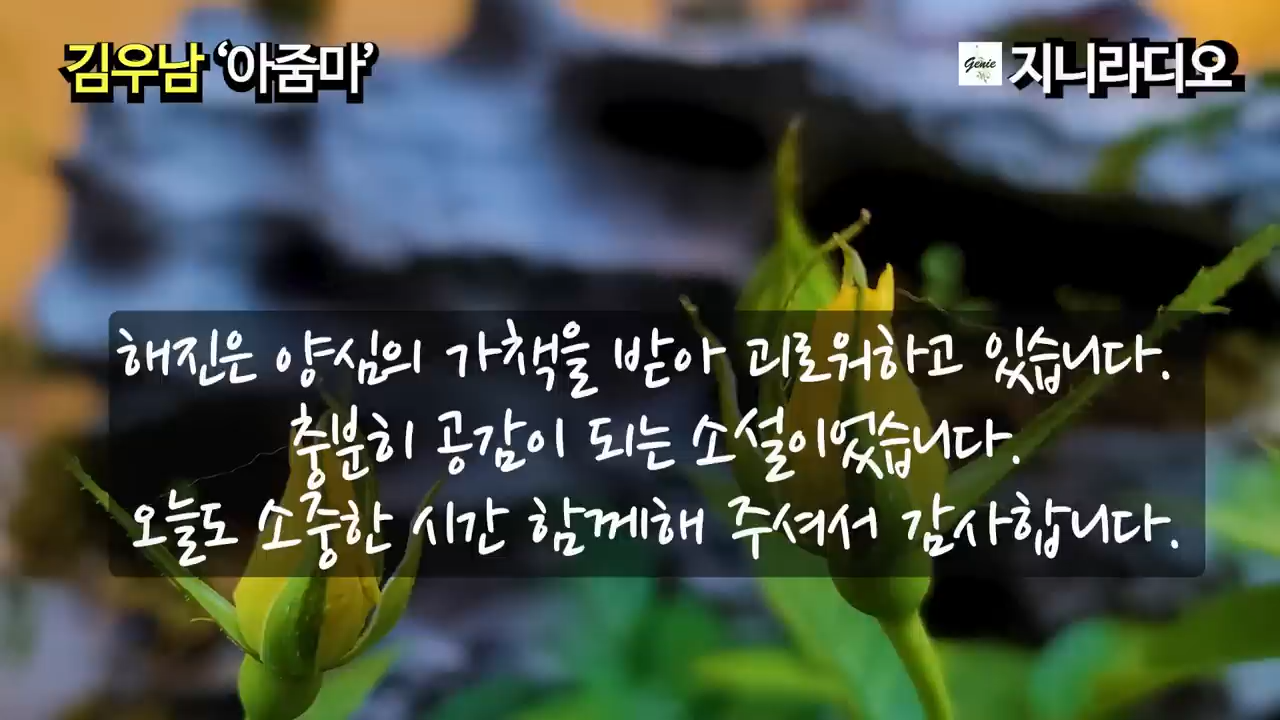 김우남 '아줌마'
Genie
지니라디오
해진은 양심의 가책을 받아 괴로워하고 있습니다.
충분히 공감이 되는 소설이었습니다.
오늘도 소중한 시간 함께해 주셔서 감사합니다.